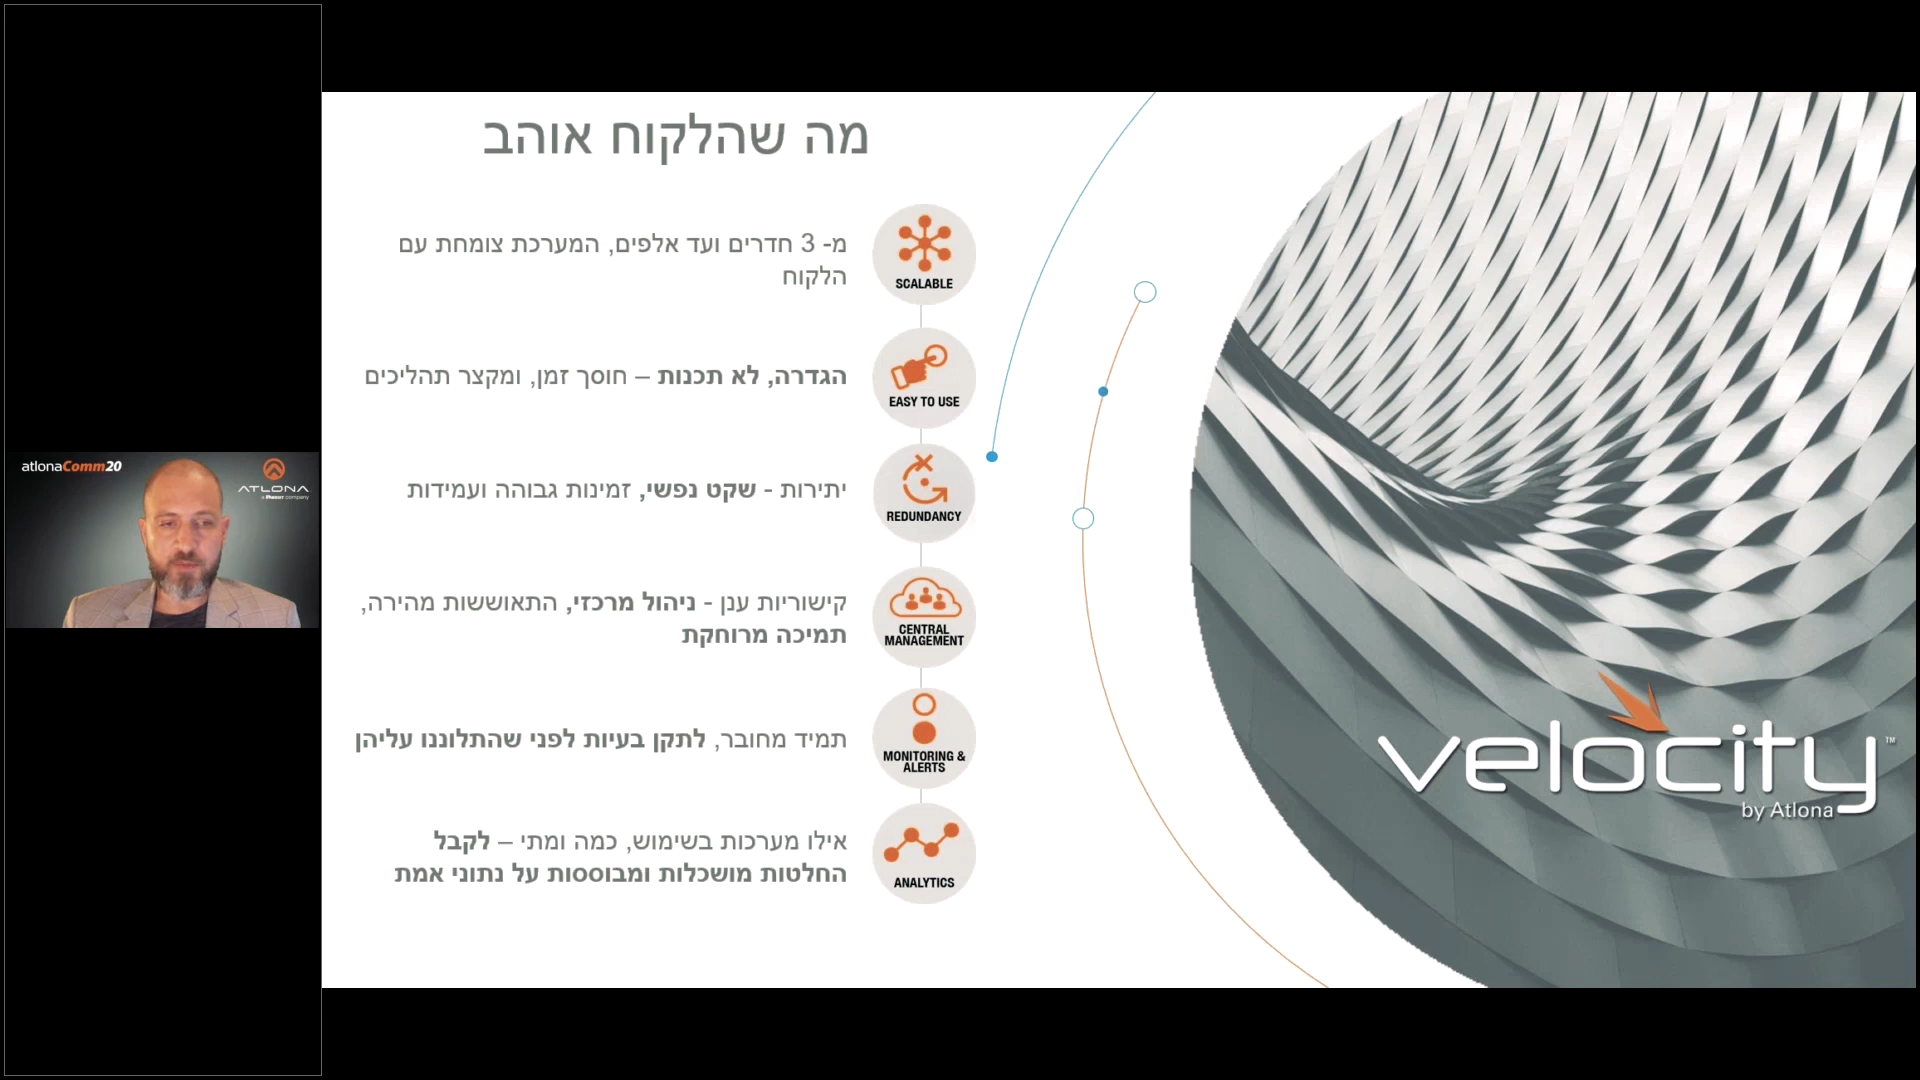 מה שהלקוח אוהב
מ- 3 חדרים ועד אלפים, המערכת צומחת עם
הלקוח
SCALABLE
הגדרה, לא תכנות – חוסך זמן, ומקצר תהליכים
EASY TO USE
יתירות - שקט נפשי, זמינות גבוהה ועמידות
REDUNDANCY
קישוריות ענן - ניהול מרכזי, התאוששות מהירה,
תמיכה מרוחקת
CENTRAL
MANAGEMENT
תמיד מחובר, לתקן בעיות לפני שהתלוננו עליהן
MONITORING &
ALERTS
אילו מערכות בשימוש, כמה ומתי – לקבל
החלטות מושכלות ומבוססות על נתוני אמת
ANALYTICS
velocity™
by Atlona
atlonaComm20
ATLONA
a Panduit company